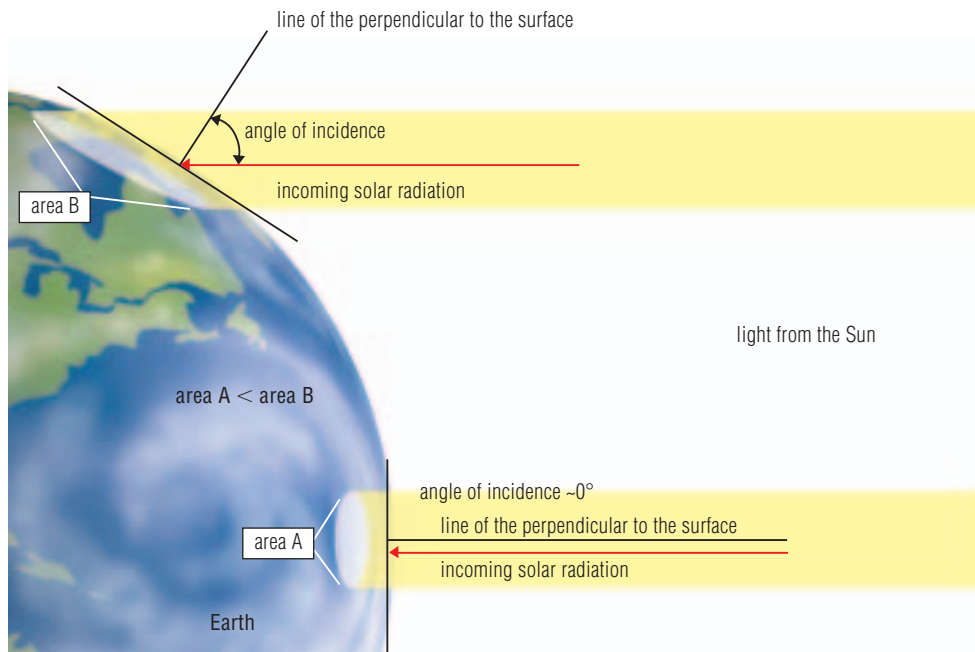 line of the perpendicular to the surface
angle of incidence
incoming solar radiation
area B
light from the Sun
area A < area B
angle of incidence ~0°
line of the perpendicular to the surface
area A
incoming solar radiation
Earth